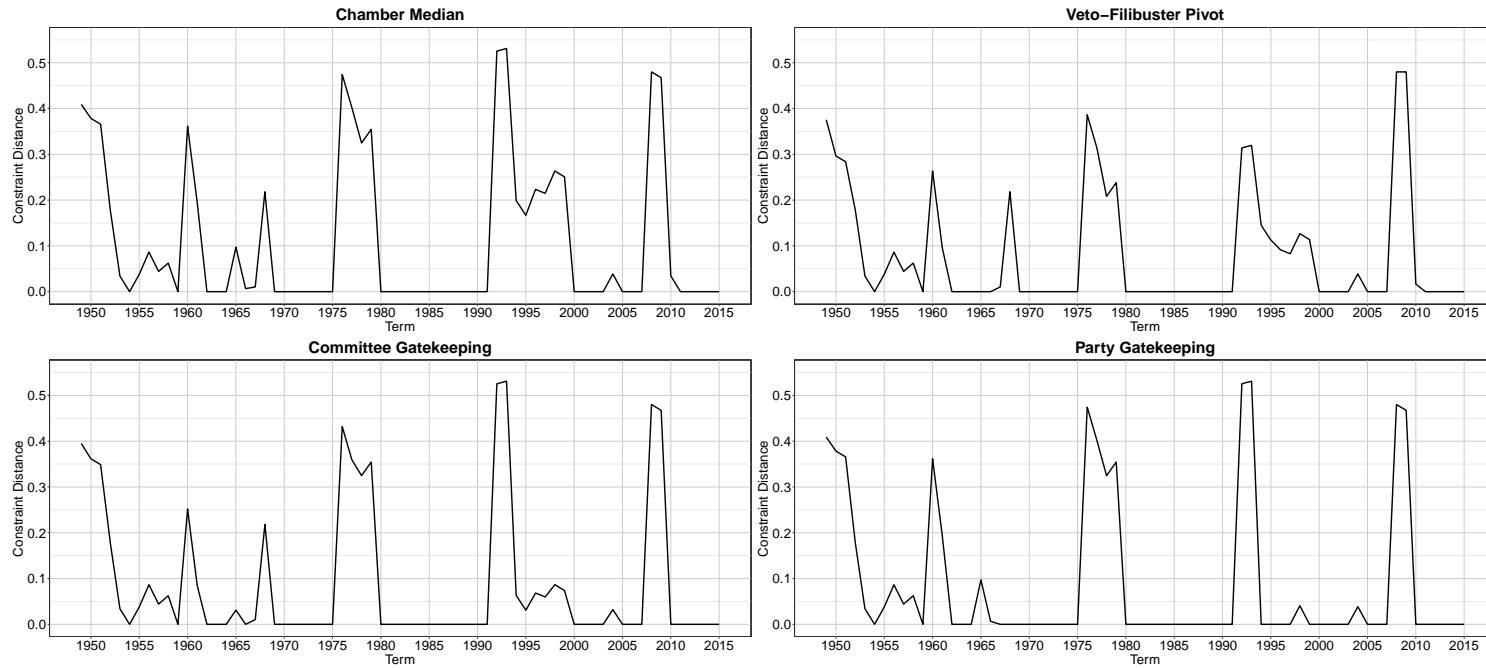 Chamber Median
Constraint Distance
0.5
0.4
0.3
0.2
0.1
0.0
1950 1955 1960 1965 1970 1975 1980 1985 1990 1995 2000 2005 2010 2015
Term
Veto−Filibuster Pivot
Constraint Distance
0.5
0.4
0.3
0.2
0.1
0.0
1950 1955 1960 1965 1970 1975 1980 1985 1990 1995 2000 2005 2010 2015
Term
Committee Gatekeeping
Constraint Distance
0.5
0.4
0.3
0.2
0.1
0.0
1950 1955 1960 1965 1970 1975 1980 1985 1990 1995 2000 2005 2010 2015
Term
Party Gatekeeping
Constraint Distance
0.5
0.4
0.3
0.2
0.1
0.0
1950 1955 1960 1965 1970 1975 1980 1985 1990 1995 2000 2005 2010 2015
Term